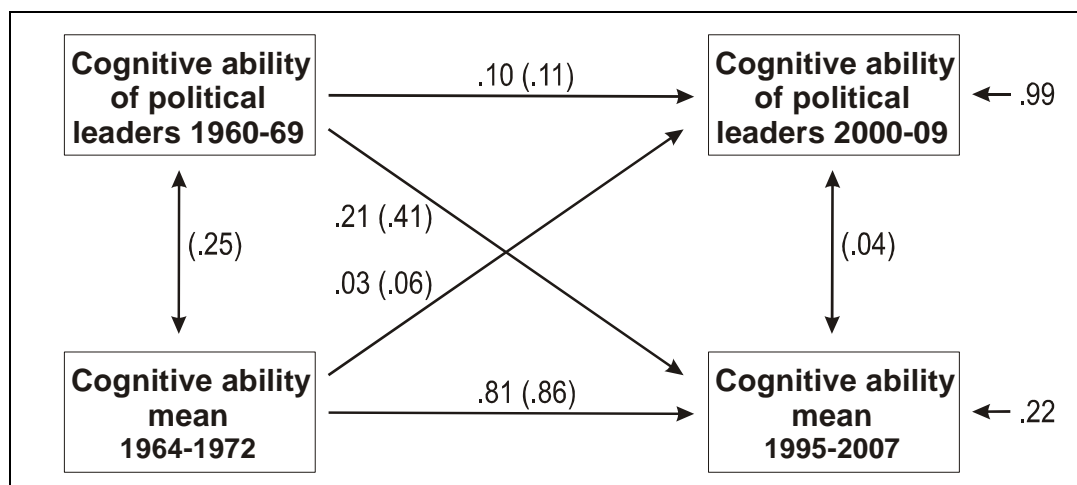 Cognitive ability
of political
leaders 1960-69
.10 (.11)
Cognitive ability
of political
leaders 2000-09
.99
.21 (.41)
(.25)
(.04)
.03 (.06)
Cognitive ability
mean
1964-1972
.81 (.86)
Cognitive ability
mean
1995-2007
.22